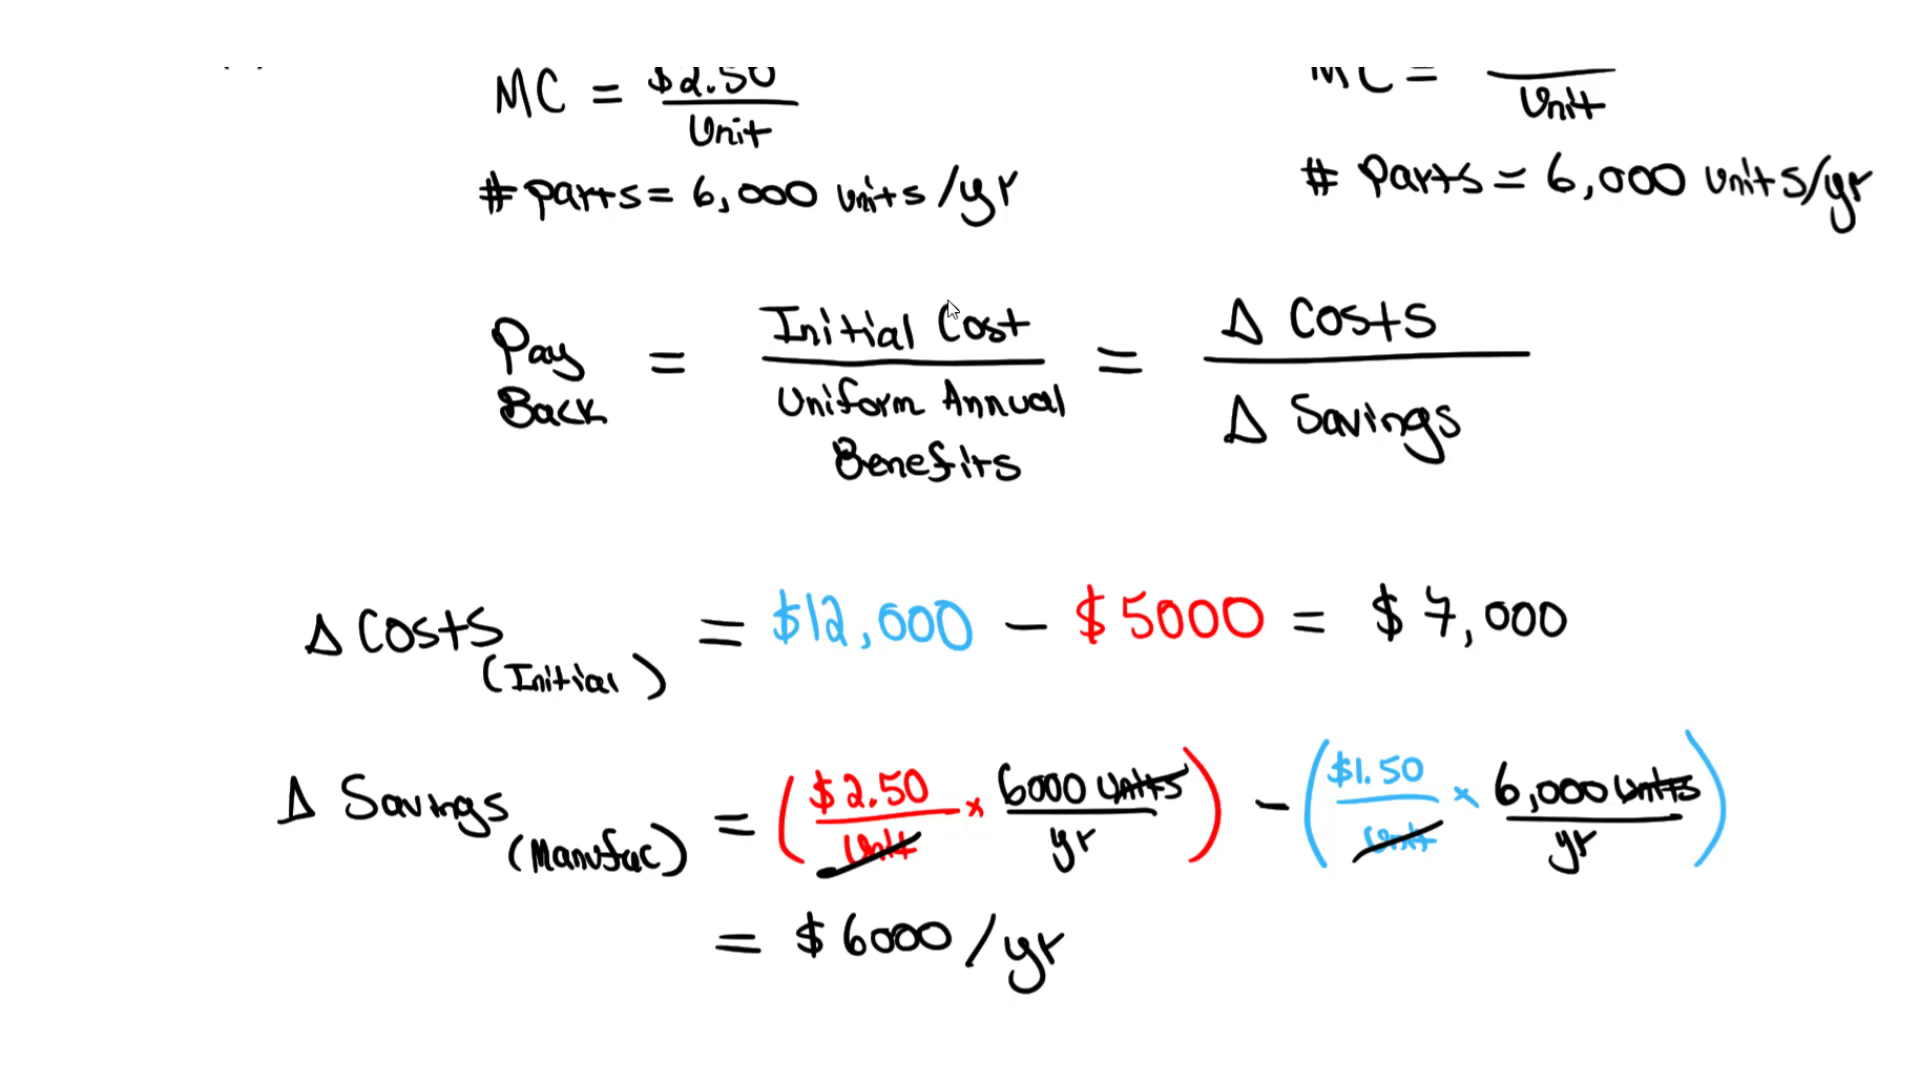 MC = $2.50 / Unit
# Parts = 6,000 Units/yr
MC = / Unit
# Parts = 6,000 Units/yr
Pay Back = Initial Cost / Uniform Annual Benefits = Δ Costs / Δ Savings
Δ Costs (Initial) = $12,000 - $5000 = $7,000
Δ Savings (Manufac) = ($2.50 / Unit × 6000 Units / yr) - ($1.50 / Unit × 6,000 Units / yr)
= $6000/yr